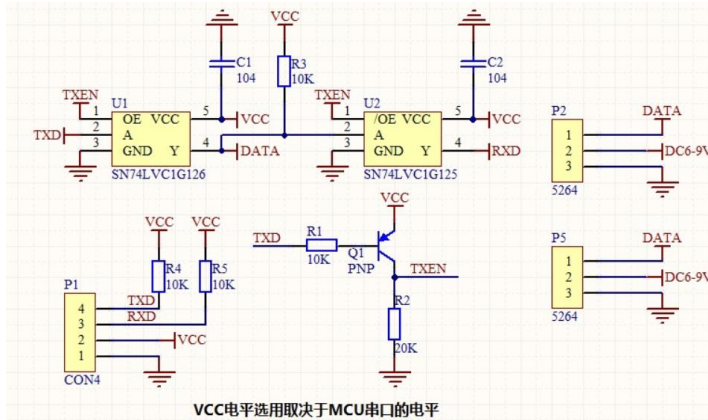 VCC
C1
104
R3
10K
C2
104
TXEN
U1
1 OE VCC 5 VCC
TXD 2 A
3 GND Y 4 DATA
SN74LVC1G126
TXEN
U2
1 /OE VCC 5 VCC
2 A
3 GND Y 4 RXD
SN74LVC1G125
P2
DATA
1
2 DC6-9V
3
5264
VCC VCC
R4
10K
R5
10K
P1
4 TXD
3 RXD
2 VCC
1
CON4
VCC
TXD R1
10K
Q1
PNP
TXEN
R2
20K
P5
DATA
1
2 DC6-9V
3
5264
VCC电平选用取决于MCU串口的电平